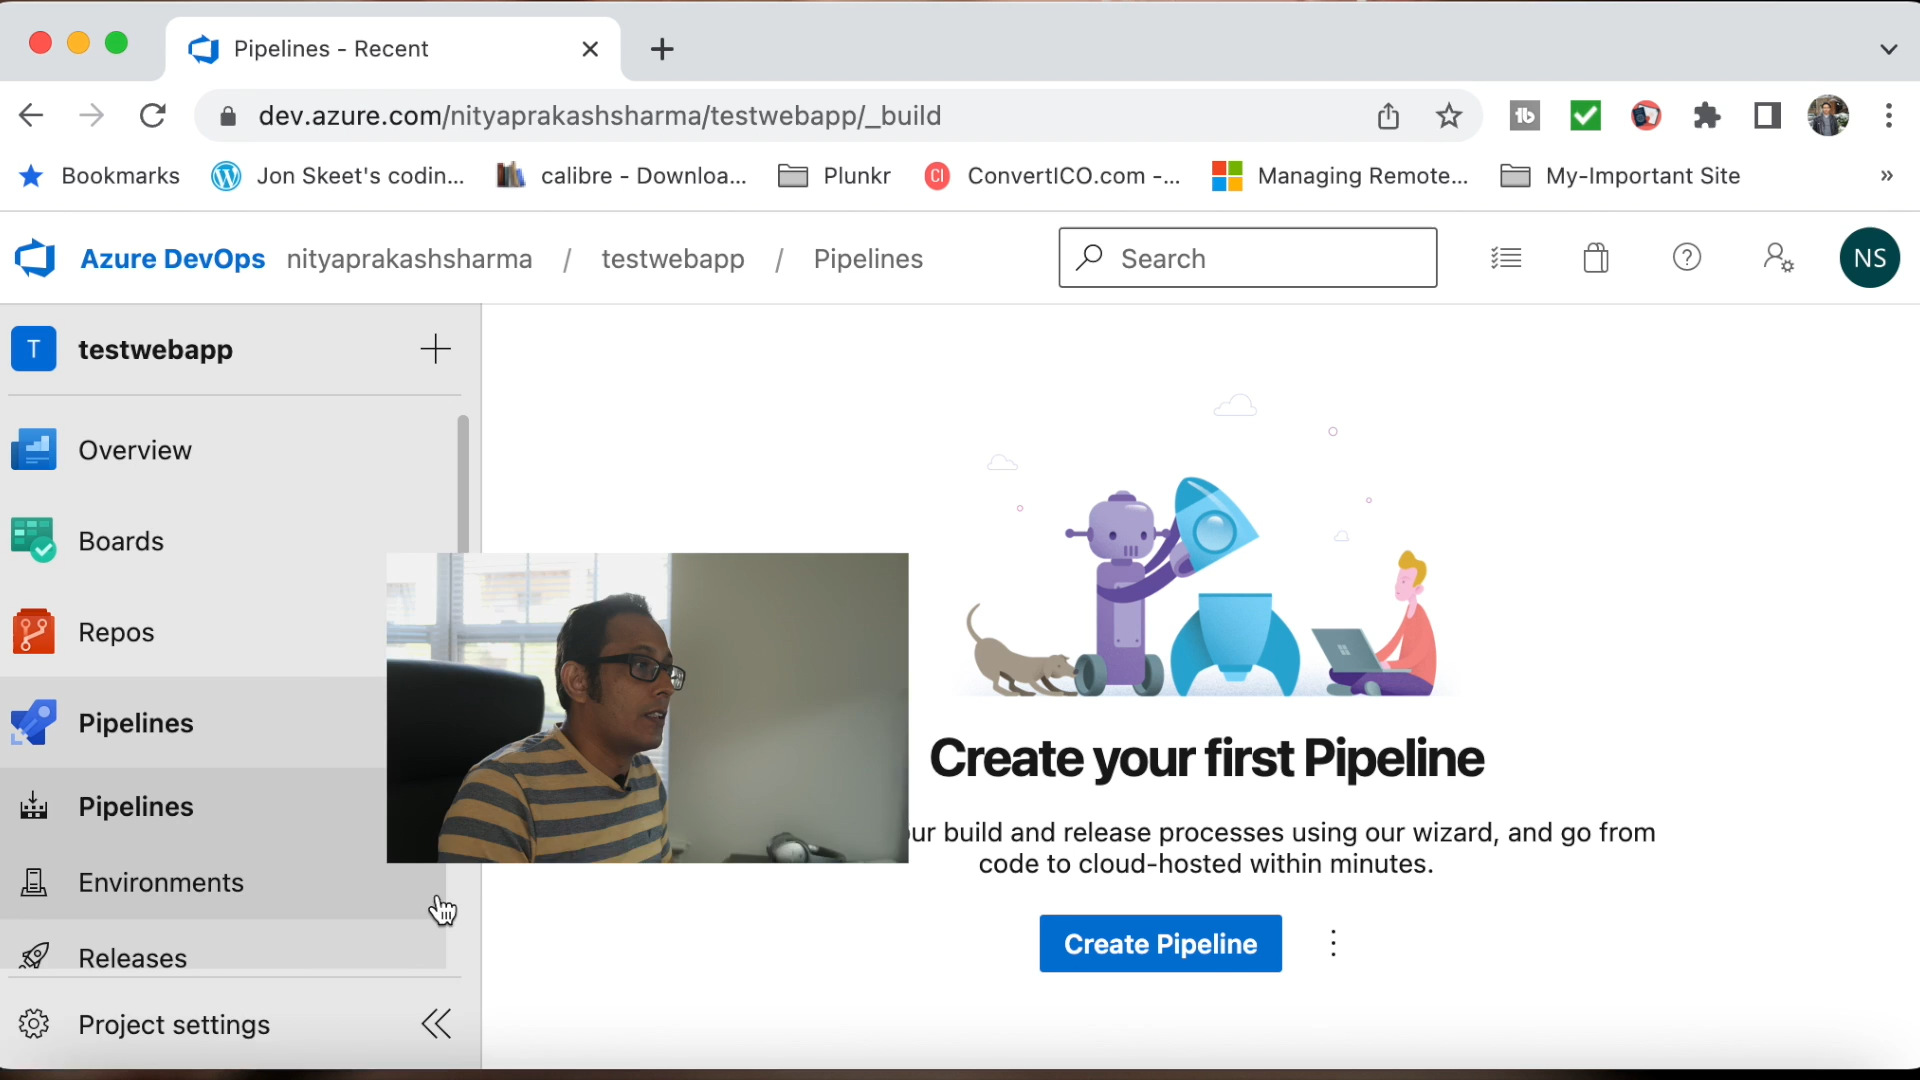 Pipelines - Recent
dev.azure.com/nityaprakashsharma/testwebapp/_build
Bookmarks Jon Skeet's codin... calibre - Downloa... Plunkr CI ConvertICO.com -... Managing Remote... My-Important Site »
Azure DevOps nityaprakashsharma / testwebapp / Pipelines Search NS
T testwebapp
Overview
Boards
Repos
Pipelines
Pipelines
Environments
Releases
Project settings
Create your first Pipeline
ur build and release processes using our wizard, and go from
code to cloud-hosted within minutes.
Create Pipeline